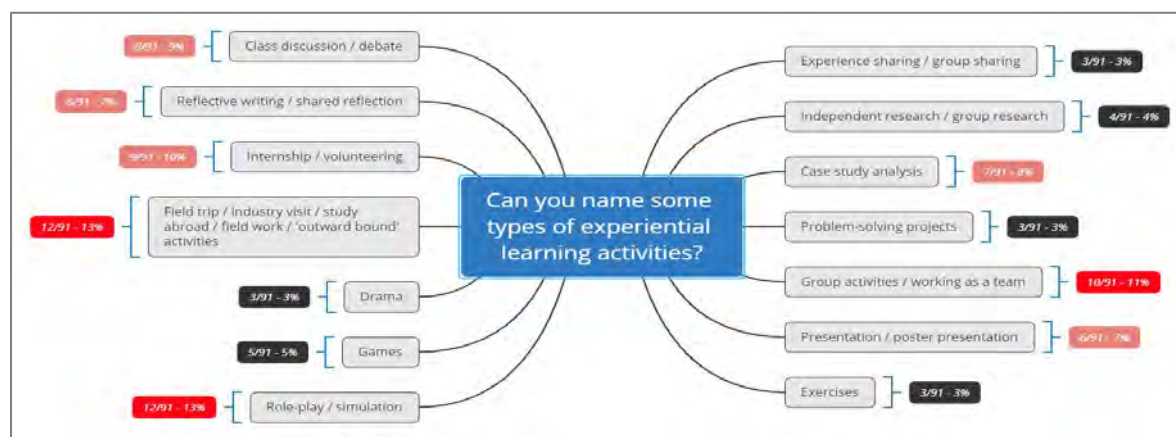 8/91 - 9%
Class discussion / debate
6/91 - 7%
Reflective writing / shared reflection
9/91 - 10%
Internship / volunteering
12/91 - 13%
Field trip / industry visit / study
abroad / field work / 'outward bound'
activities
3/91 - 3%
Drama
5/91 - 5%
Games
12/91 - 13%
Role-play / simulation
Can you name some
types of experiential
learning activities?
Experience sharing / group sharing
3/91 - 3%
Independent research / group research
4/91 - 4%
Case study analysis
7/91 - 8%
Problem-solving projects
3/91 - 3%
Group activities / working as a team
10/91 - 11%
Presentation / poster presentation
6/91 - 7%
Exercises
3/91 - 3%